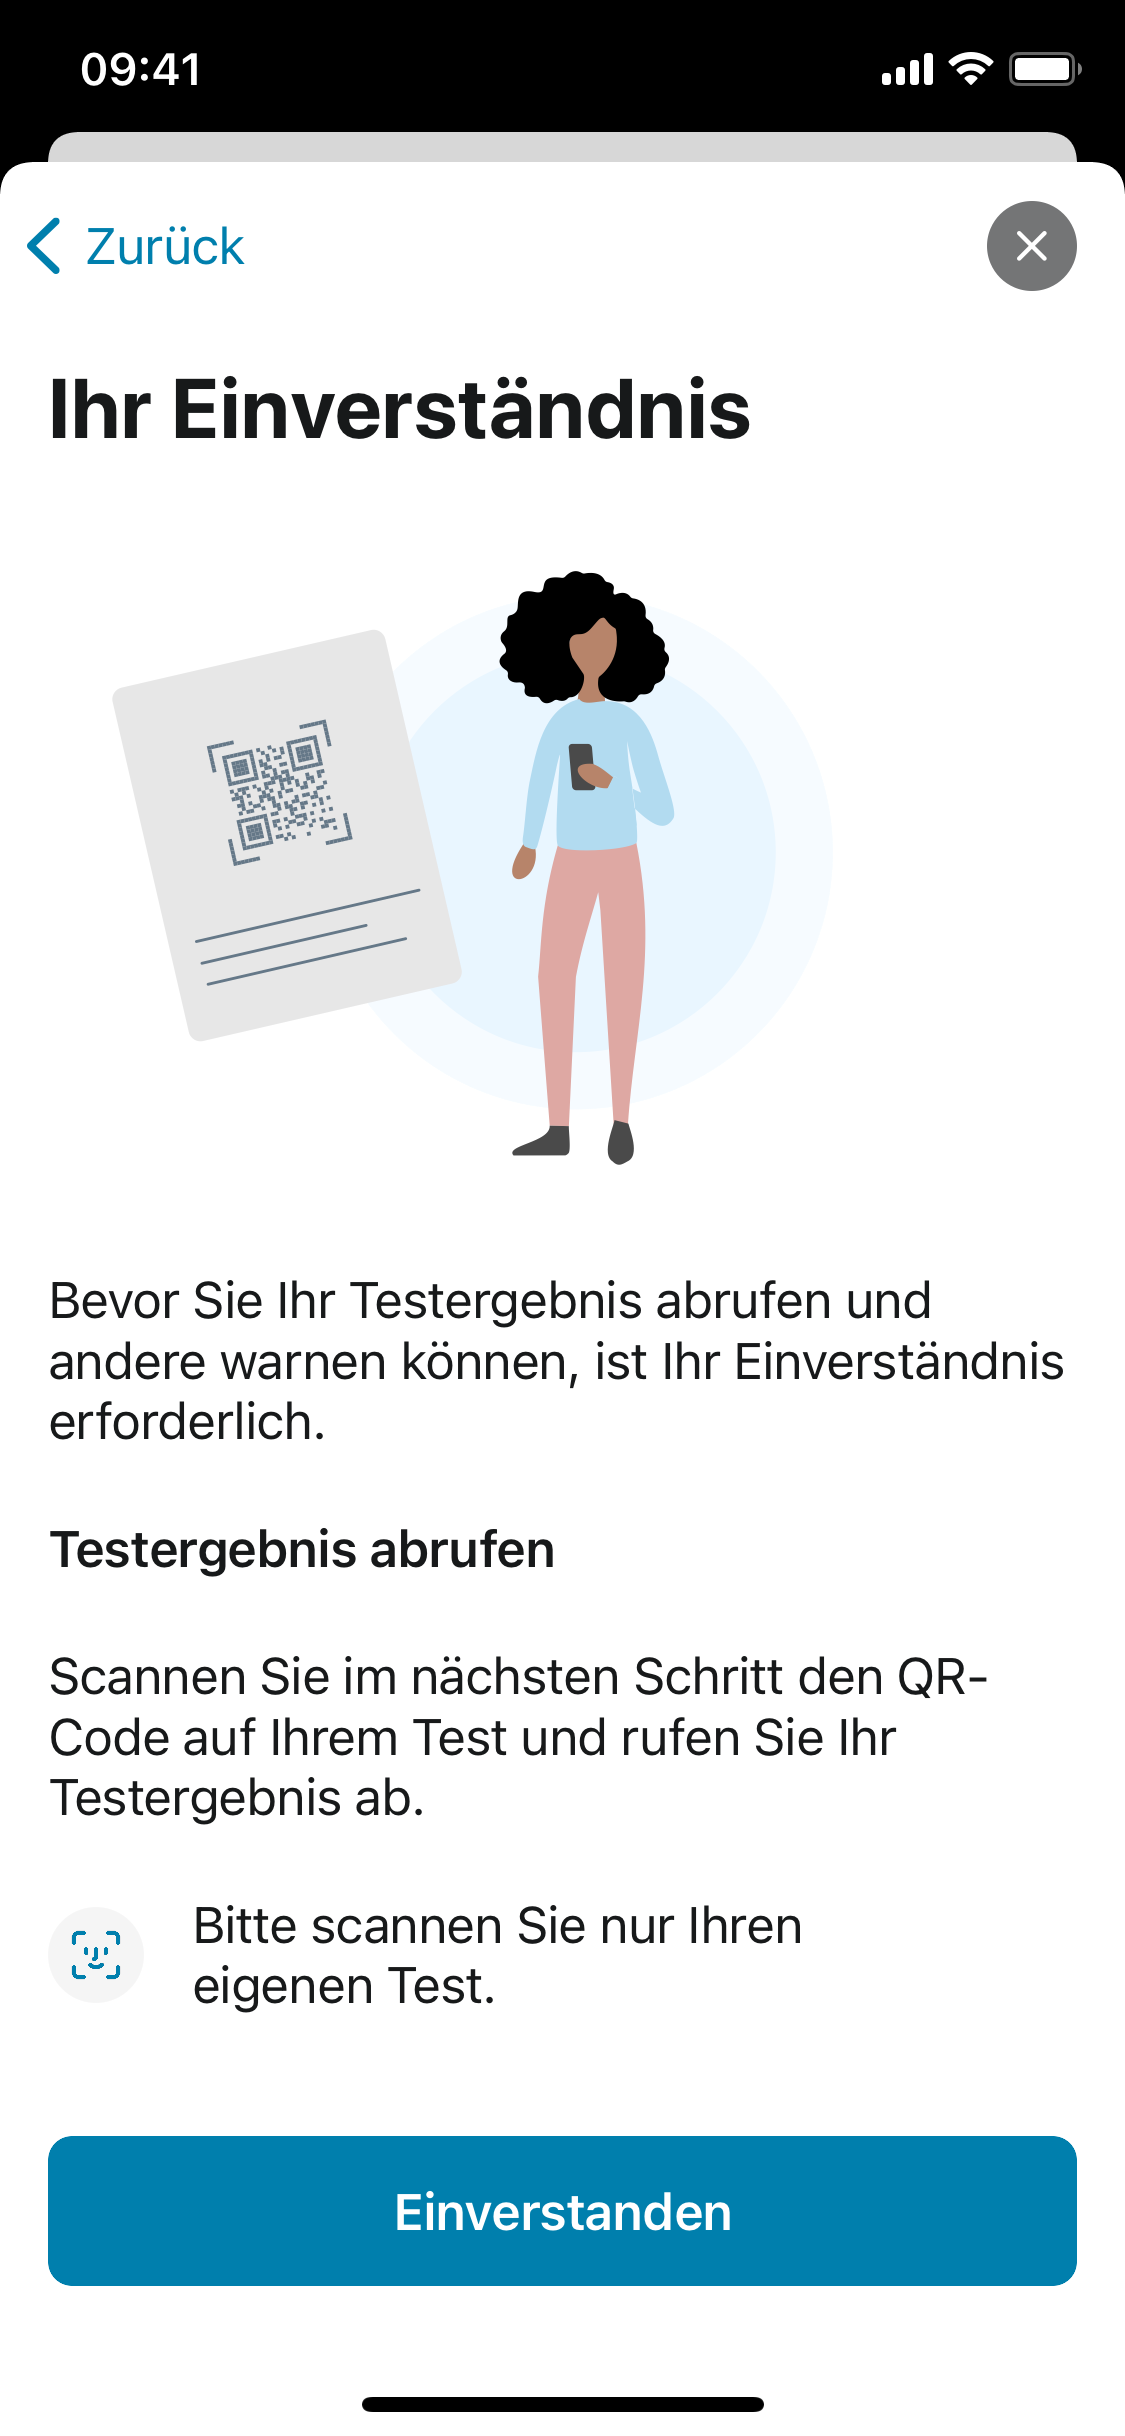 09:41
Zurück
Ihr Einverständnis
Bevor Sie Ihr Testergebnis abrufen und
andere warnen können, ist Ihr Einverständnis
erforderlich.
Testergebnis abrufen
Scannen Sie im nächsten Schritt den QR-
Code auf Ihrem Test und rufen Sie Ihr
Testergebnis ab.
Bitte scannen Sie nur Ihren
eigenen Test.
Einverstanden